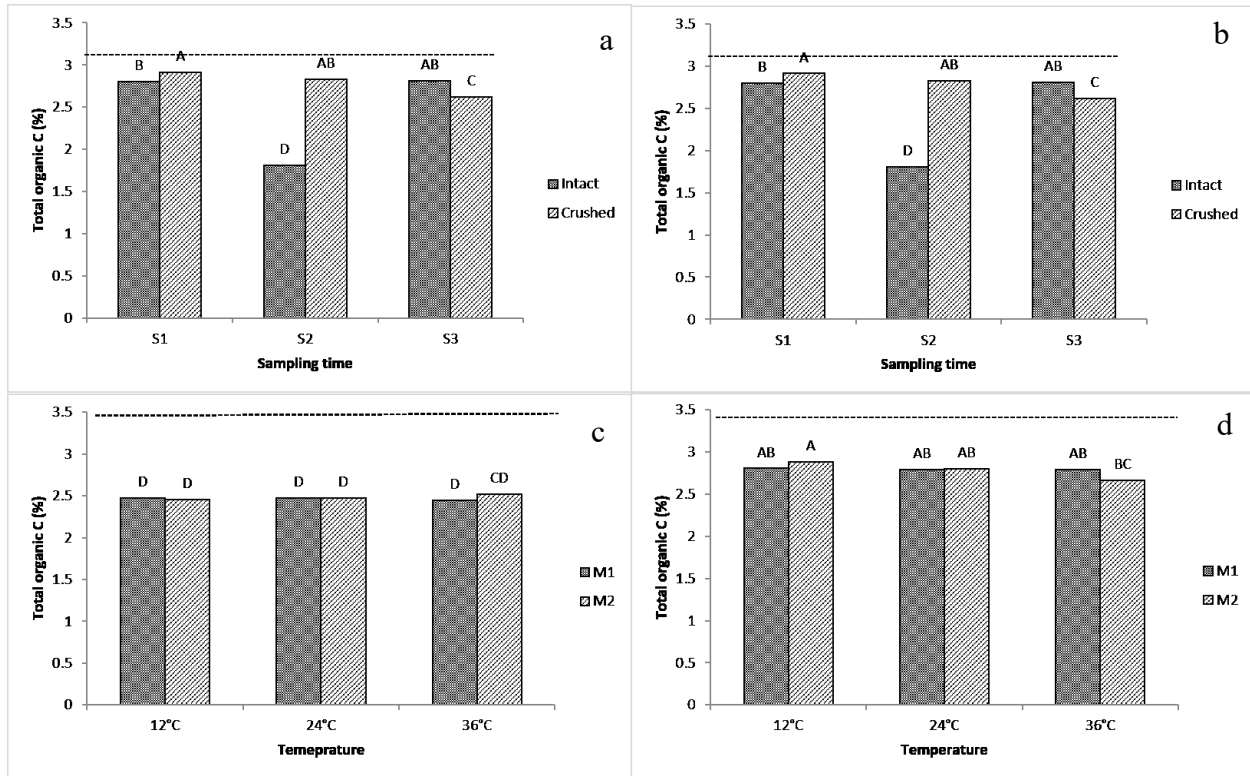 a
3.5
3
2.5
2
1.5
1
0.5
0
Total organic C (%)
B
A
D
AB
AB
C
S1
S2
S3
Sampling time
Intact
Crushed
b
3.5
3
2.5
2
1.5
1
0.5
0
Total organic C (%)
B
A
D
AB
AB
C
S1
S2
S3
Sampling time
Intact
Crushed
c
3.5
3
2.5
2
1.5
1
0.5
0
Total organic C (%)
D
D
D
D
D
CD
12°C
24°C
36°C
Temeprature
M1
M2
d
3.5
3
2.5
2
1.5
1
0.5
0
Total organic C (%)
AB
A
AB
AB
AB
BC
12°C
24°C
36°C
Temperature
M1
M2